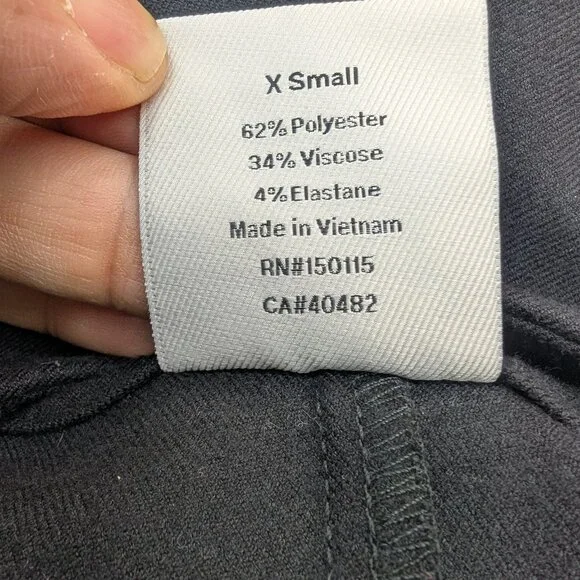 X Small
62% Polyester
34% Viscose
4% Elastane
Made in Vietnam
RN#150115
CA#40482